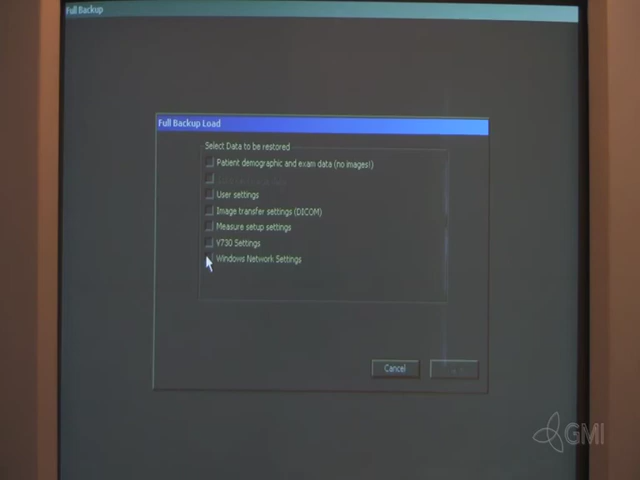 Full Backup
Full Backup Load
Select Data to be restored
Patient demographic and exam data (no images!)
User settings
Image transfer settings (DICOM)
Measure setup settings
V730 Settings
Windows Network Settings
Cancel
GMI